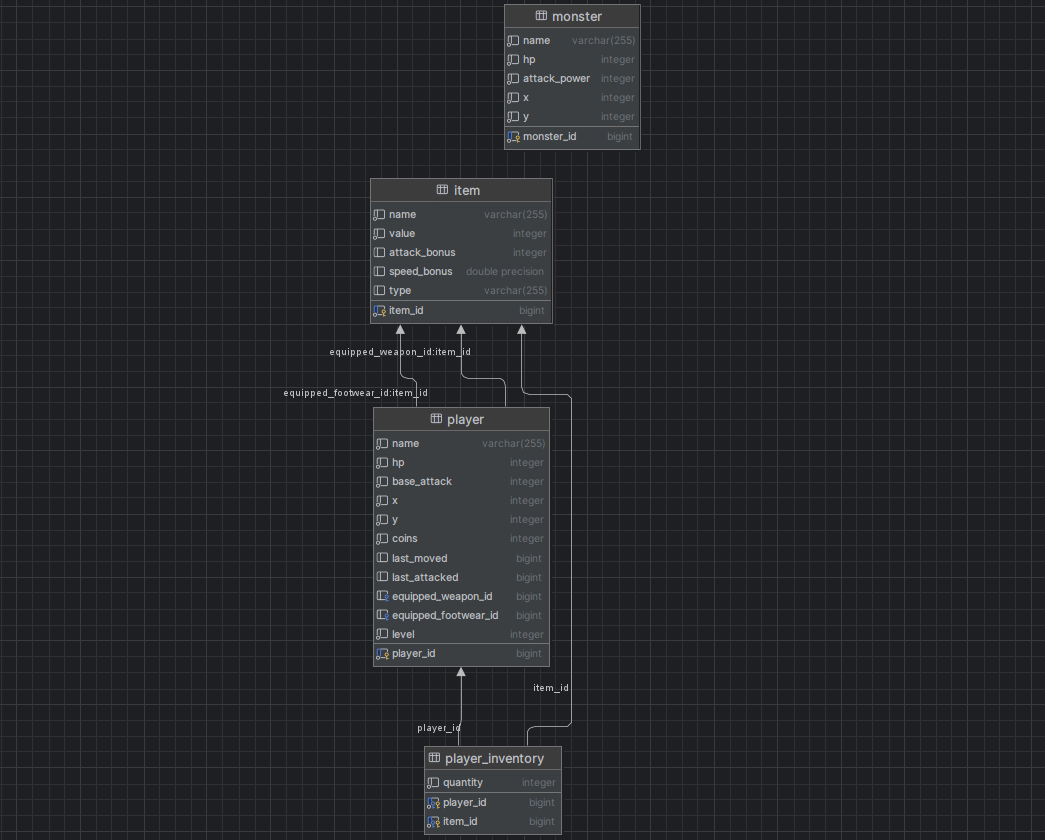 monster
name varchar(255)
hp integer
attack_power integer
x integer
y integer
monster_id bigint
item
name varchar(255)
value integer
attack_bonus integer
speed_bonus double precision
type varchar(255)
item_id bigint
equipped_weapon_id:item_id
equipped_footwear_id:item_id
player
name varchar(255)
hp integer
base_attack integer
x integer
y integer
coins integer
last_moved bigint
last_attacked bigint
equipped_weapon_id bigint
equipped_footwear_id bigint
level integer
player_id bigint
item_id
player_id
player_inventory
quantity integer
player_id bigint
item_id bigint